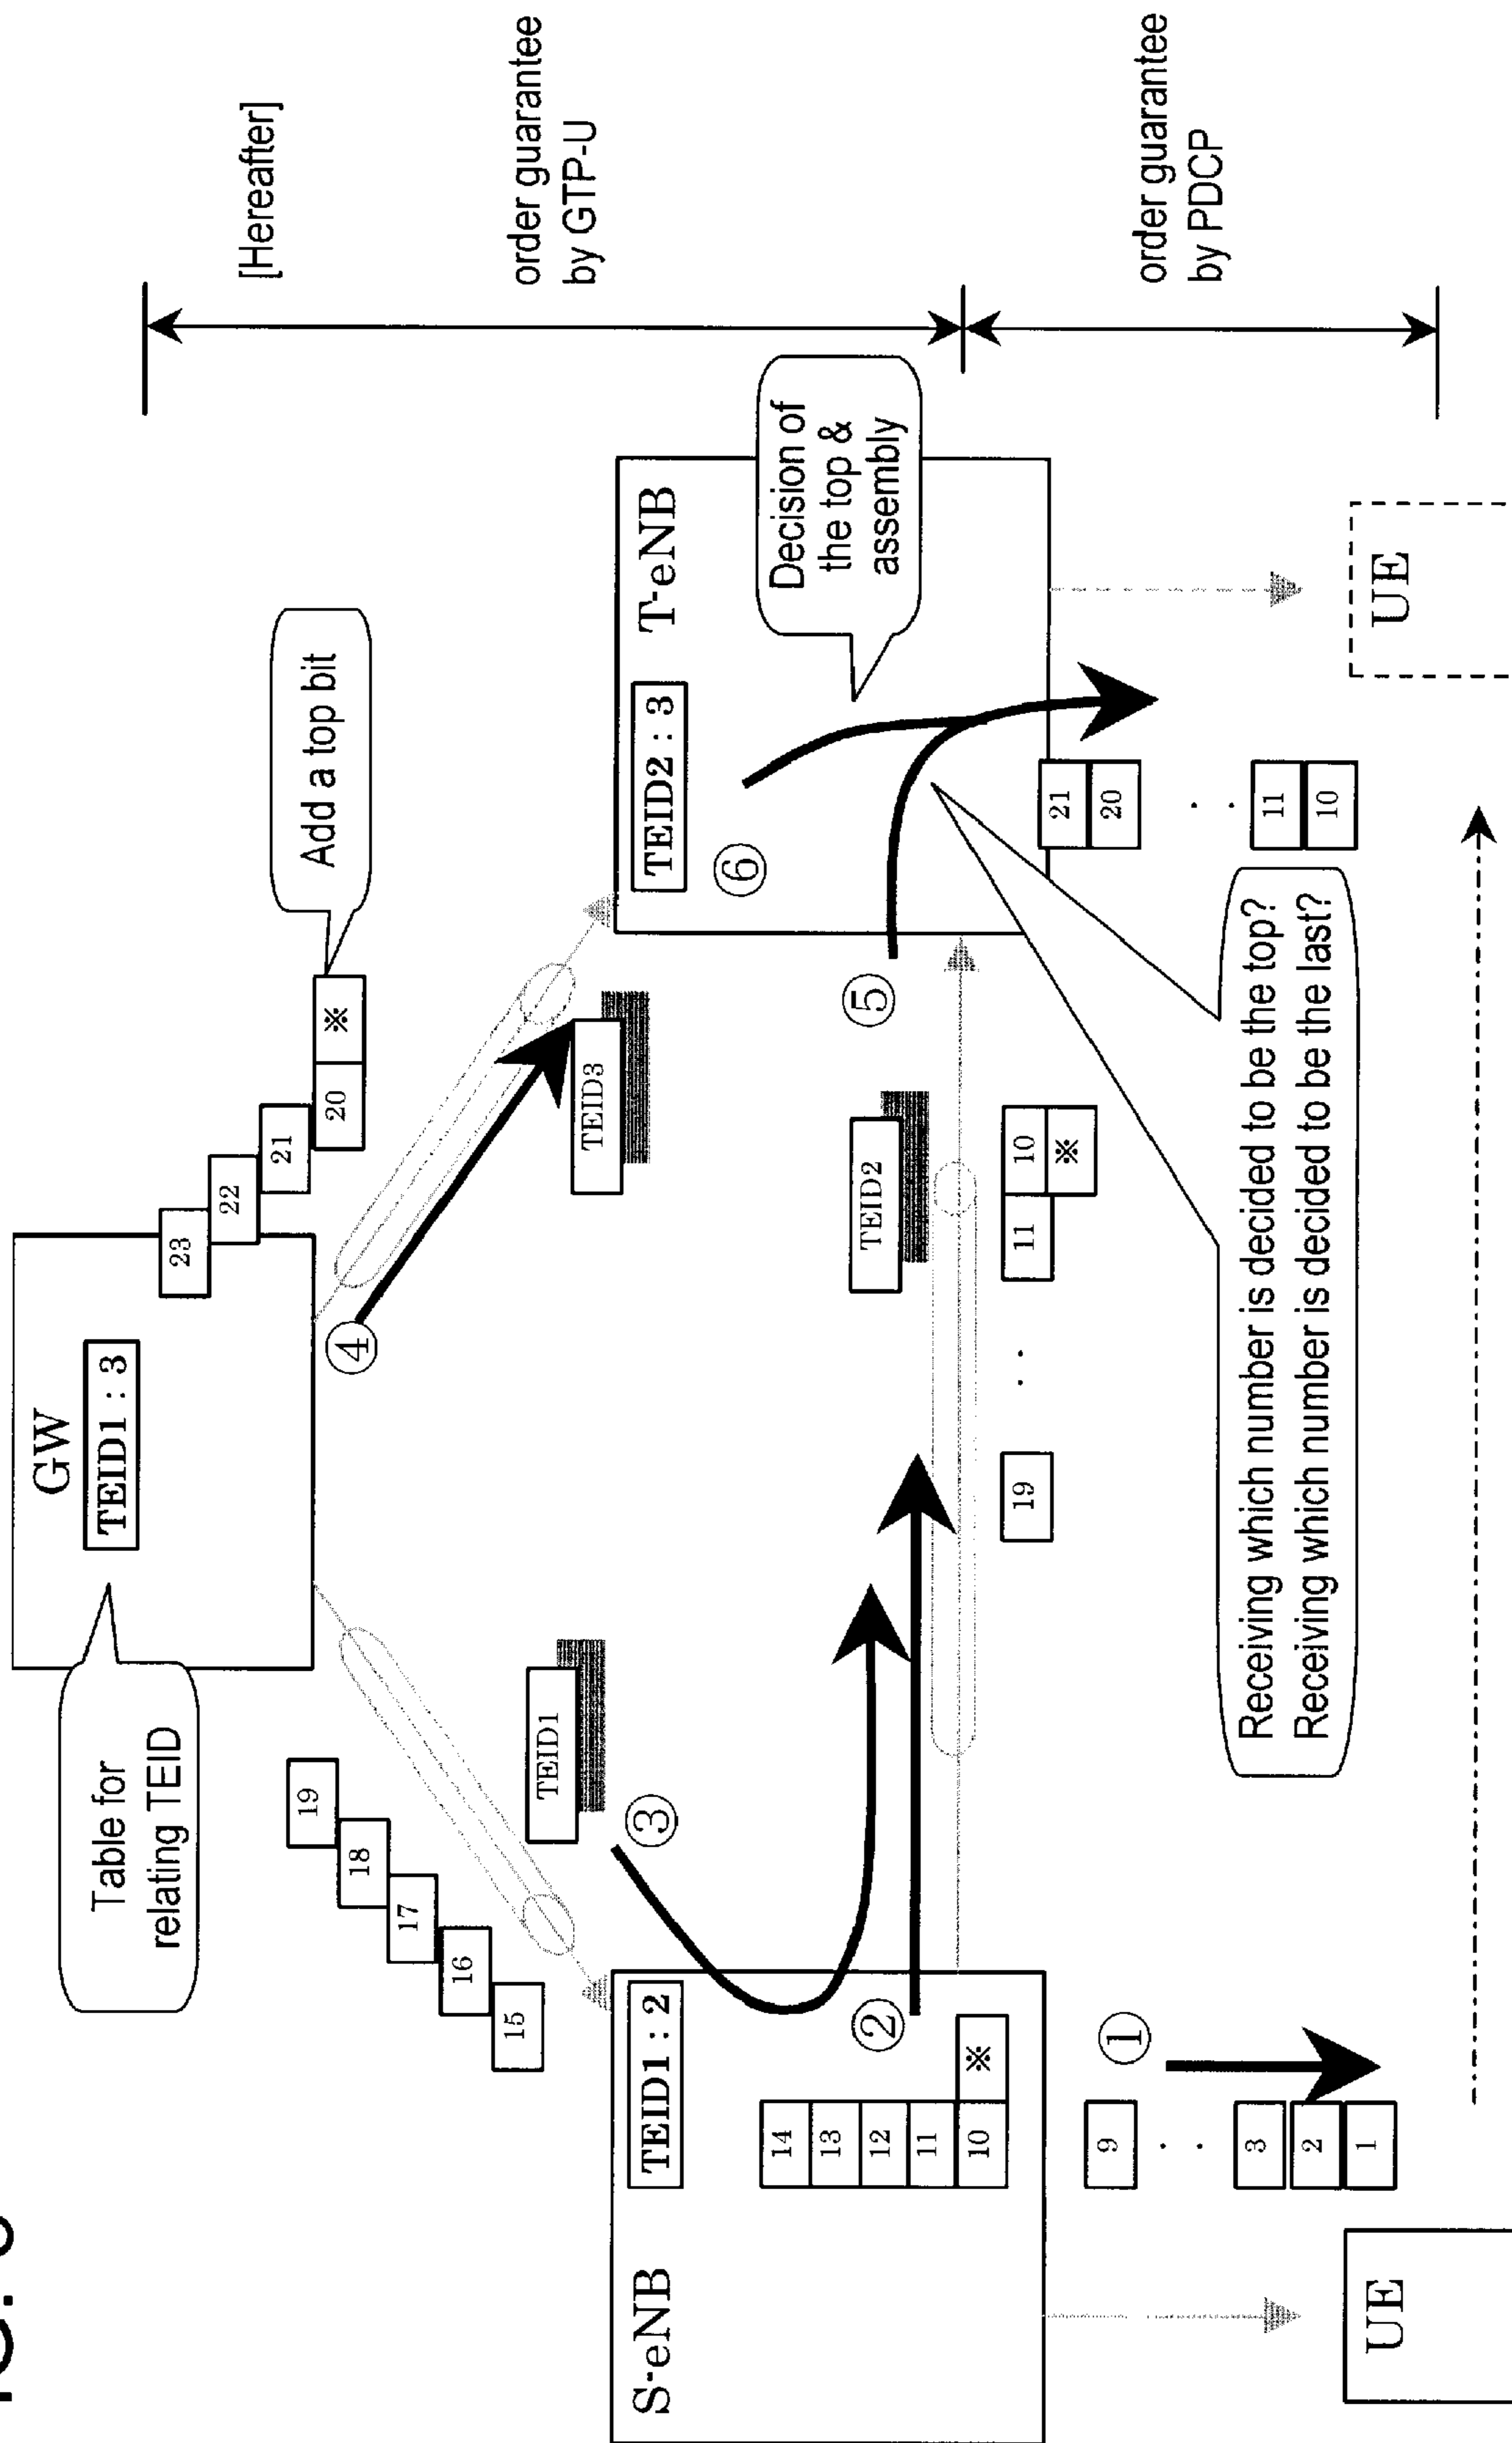 GW
TEID1 : 3
Table for
relating TEID
19
18
17
16
15
23
22
21
20 ※
Add a top bit
[Hereafter]
order guarantee
by GTP-U
order guarantee
by PDCP
④
TEID1
TEID3
③
S-eNB
TEID1 : 2
14
13
12
11
10 ※
②
TEID2
10
※
11
. .
19
T-eNB
TEID2 : 3
⑥
⑤
Decision of
the top &
assembly
①
9
. .
3
2
1
21
20
. .
11
10
Receiving which number is decided to be the top?
Receiving which number is decided to be the last?
UE
UE